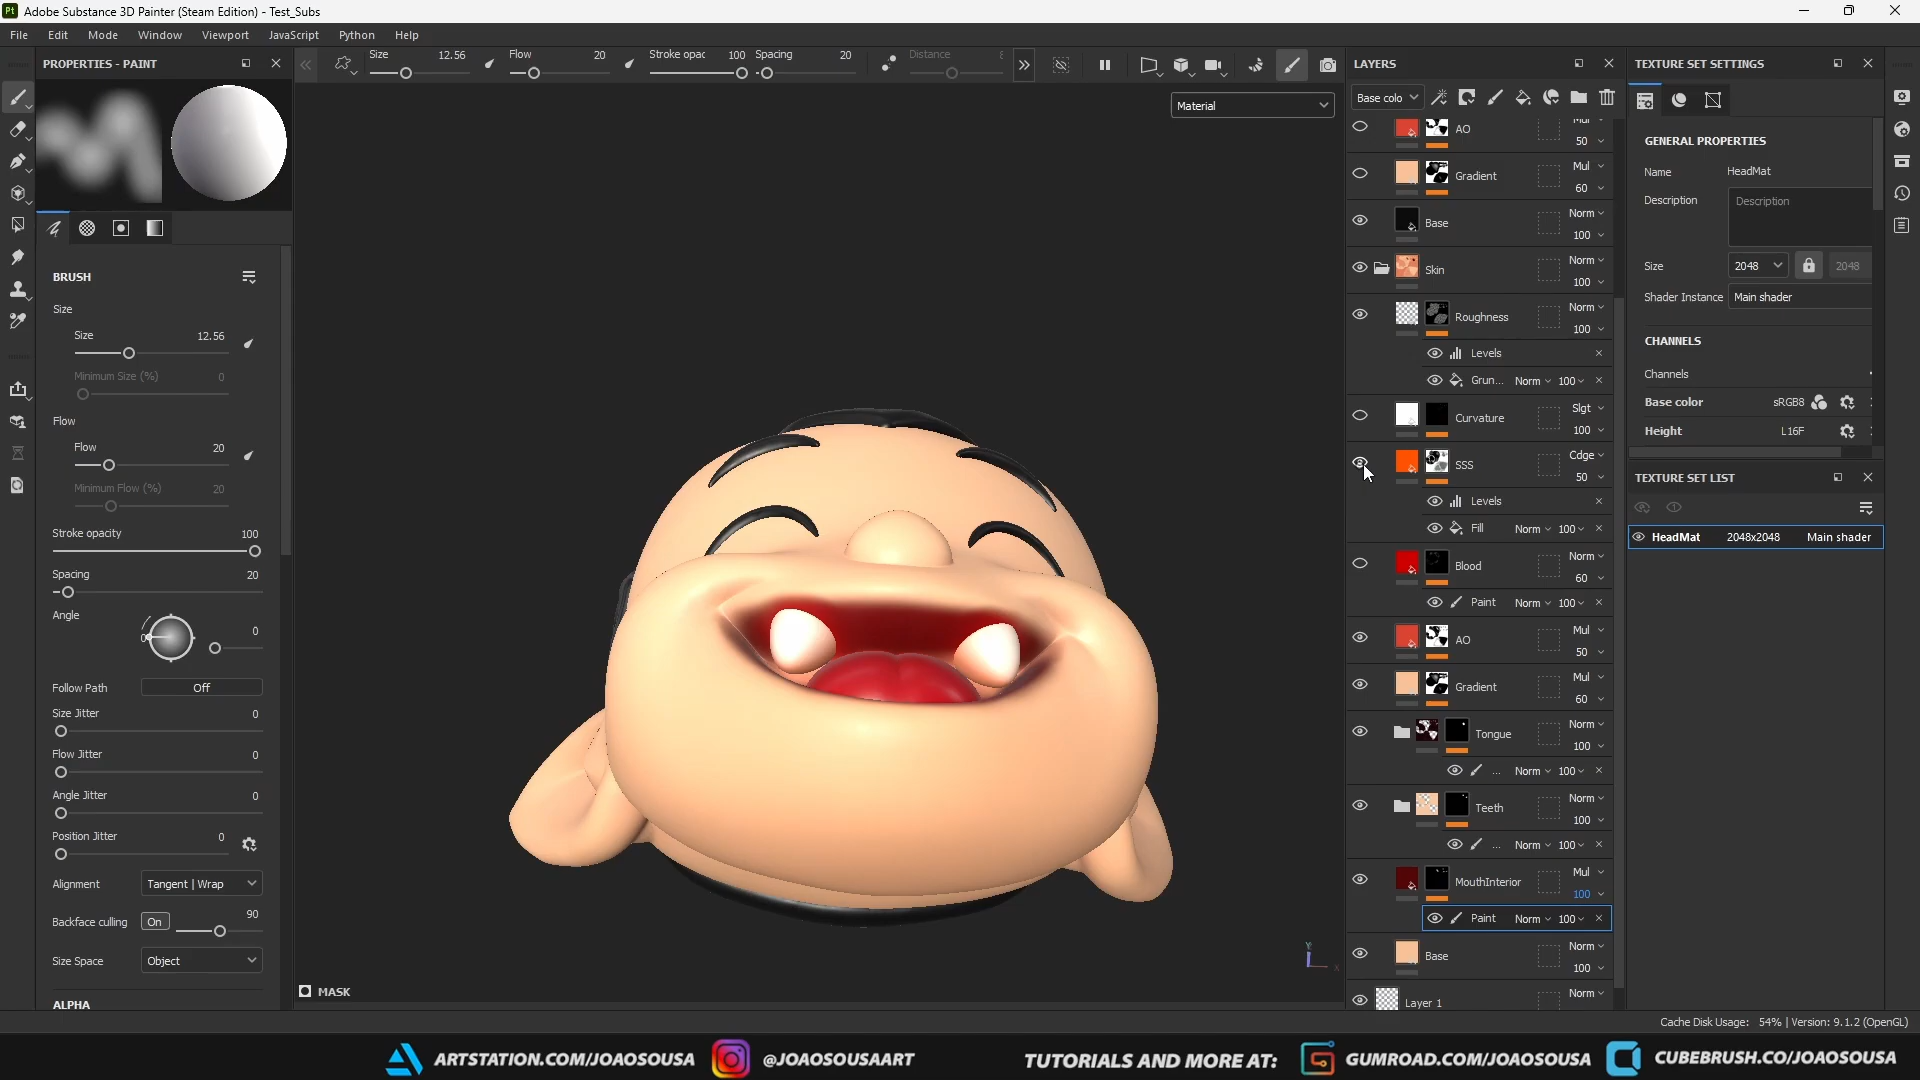 Adobe Substance 3D Painter (Steam Edition) - Test_Subs
File Edit Mode Window Viewport JavaScript Python Help
PROPERTIES - PAINT
Size 12.56 Flow 20 Stroke opac 100 Spacing 20 Distance
Material
BRUSH
Size
Size 12.56
Minimum Size (%) 0
Flow
Flow 20
Minimum Flow (%) 20
Stroke opacity 100
Spacing 20
Angle
0 0
Follow Path Off
Size Jitter 0
Flow Jitter 0
Angle Jitter 0
Position Jitter 0
Alignment Tangent | Wrap
Backface culling On 90
Size Space Object
ALPHA
MASK
Y
X
LAYERS
Base colo
AO Mul
50
Gradient Mul
60
Base Norm
100
Skin Norm
100
Roughness Norm
100
Levels
Grun... Norm 100
Curvature Slgt
100
SSS Cdge
50
Levels
Fill Norm 100
Blood Norm
60
Paint Norm 100
AO Mul
50
Gradient Mul
60
Tongue Norm
100
... Norm 100
Teeth Norm
100
... Norm 100
MouthInterior Mul
100
Paint Norm 100
Base Norm
100
Layer 1 Norm
TEXTURE SET SETTINGS
GENERAL PROPERTIES
Name HeadMat
Description Description
Size 2048 2048
Shader Instance Main shader
CHANNELS
Channels
Base color sRGB8
Height L16F
TEXTURE SET LIST
HeadMat 2048x2048 Main shader
Cache Disk Usage: 54% | Version: 9.1.2 (OpenGL)
ARTSTATION.COM/JOAOSOUSA @JOAOSOUSAART TUTORIALS AND MORE AT: GUMROAD.COM/JOAOSOUSA CUBEBRUSH.CO/JOAOSOUSA